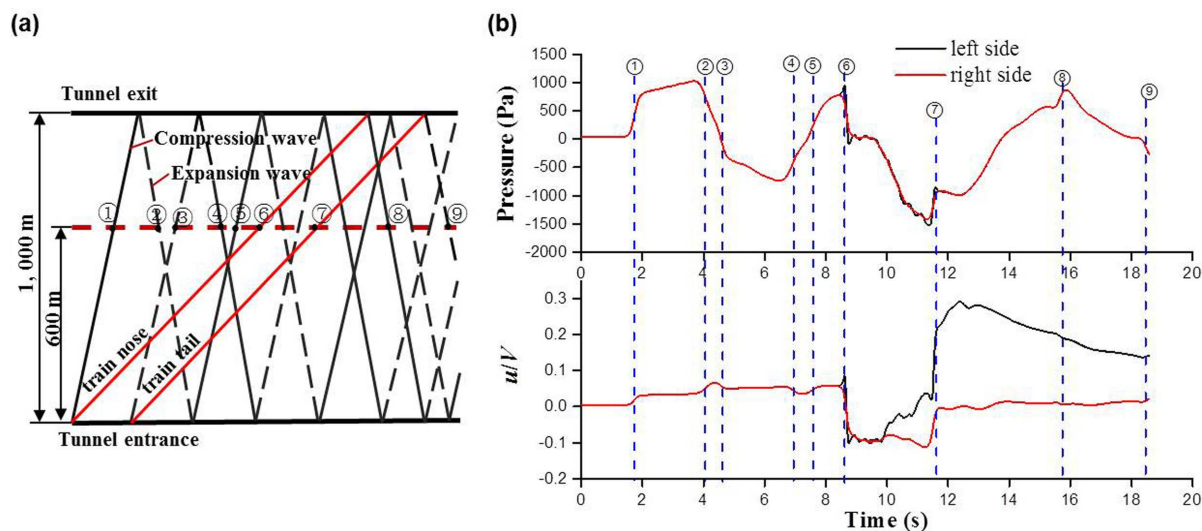 (a)
Tunnel exit
Compression wave
Expansion wave
① ② ③ ④ ⑤ ⑥ ⑦ ⑧ ⑨
1, 000 m
600 m
train nose
train tail
Tunnel entrance
(b)
left side
right side
① ② ③ ④ ⑤ ⑥ ⑦ ⑧ ⑨
Pressure (Pa)
1500
1000
500
0
-500
-1000
-1500
-2000
0 2 4 6 8 10 12 14 16 18 20
u/V
0.3
0.2
0.1
0.0
-0.1
-0.2
0 2 4 6 8 10 12 14 16 18 20
Time (s)